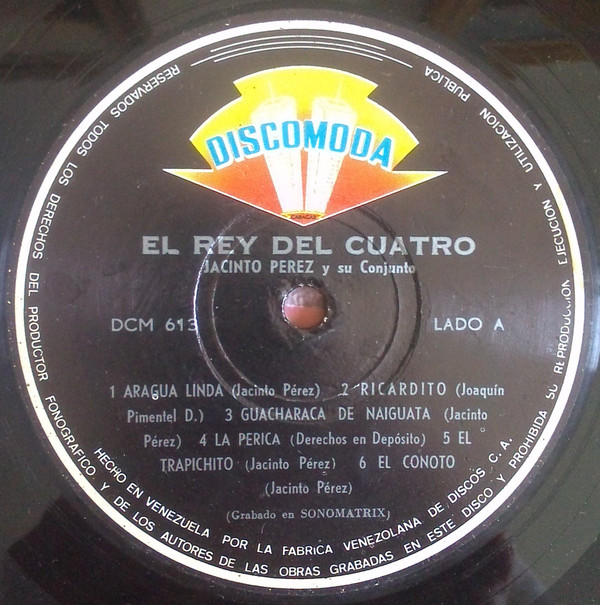 RESERVADOS TODOS LOS DERECHOS DEL PRODUCTOR FONOGRAFICO Y DE LOS AUTORES DE LAS OBRAS GRABADAS EN ESTE DISCO Y PROHIBIDA SU REPRODUCCION EJECUCION Y UTILIZACION PUBLICA
DISCOMODA
CARACAS
EL REY DEL CUATRO
JACINTO PEREZ y su Conjunto
DCM 613
LADO A
1 ARAGUA LINDA (Jacinto Pérez) 2 RICARDITO (Joaquín
Pimentel D.) 3 GUACHARACA DE NAIGUATA (Jacinto
Pérez) 4 LA PERICA (Derechos en Depósito) 5 EL
TRAPICHITO (Jacinto Pérez) 6 EL CONOTO
(Jacinto Pérez)
(Grabado en SONOMATRIX)
HECHO EN VENEZUELA POR LA FABRICA VENEZOLANA DE DISCOS C. A.